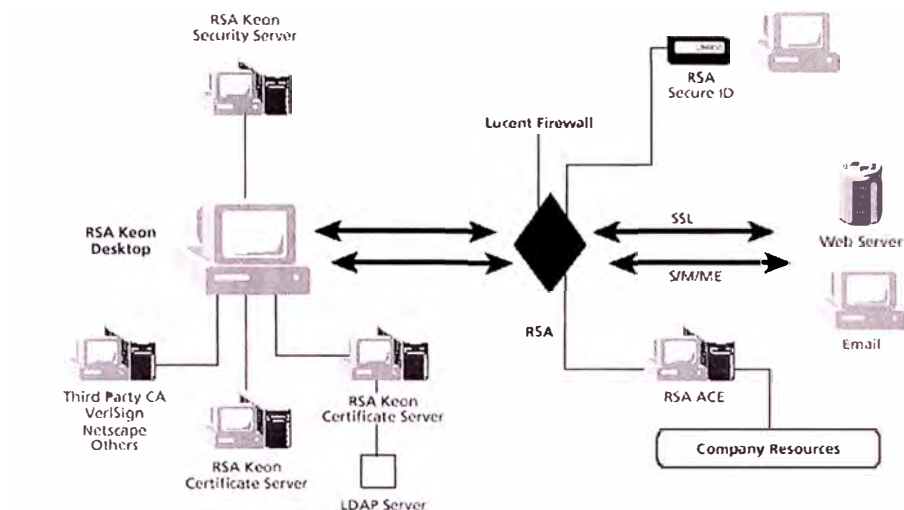 RSA Keon
Security Server
RSA
Secure ID
Lucent Firewall
RSA Keon
Desktop
SSL
Web Server
S/M/ME
Email
RSA
Third Party CA
VeriSign
Netscape
Others
RSA Keon
Certificate Server
RSA Keon
Certificate Server
LDAP Server
RSA ACE
Company Resources